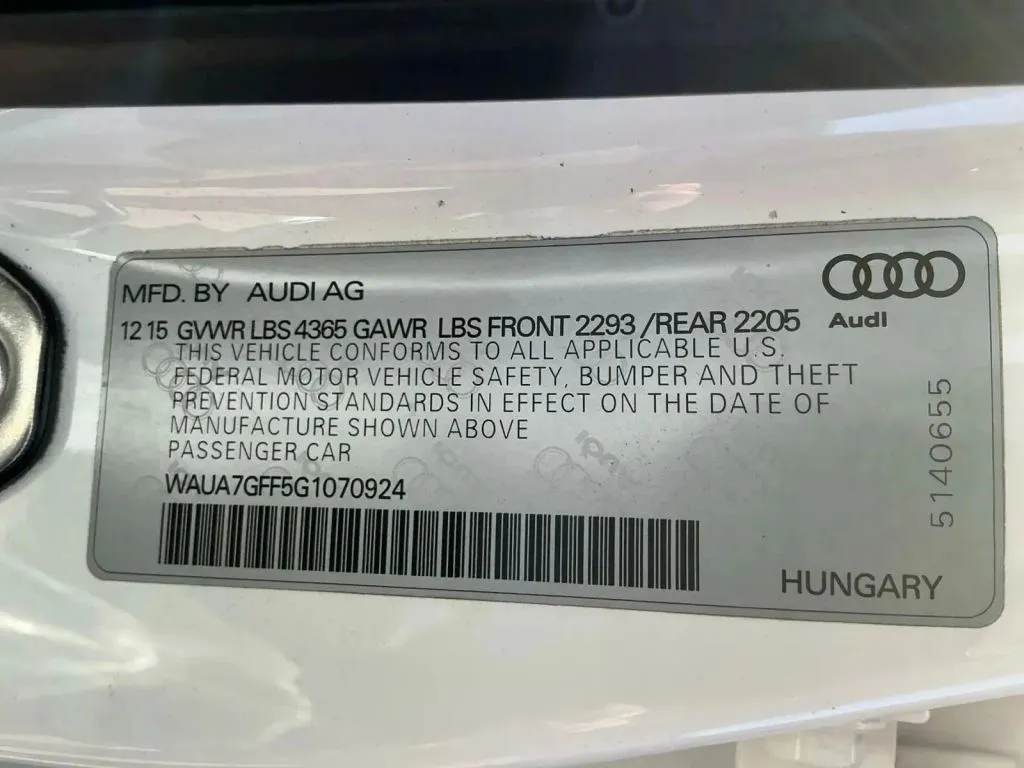 MFD. BY AUDI AG
12 15 GVWR LBS 4365 GAWR LBS FRONT 2293 /REAR 2205
Audi
THIS VEHICLE CONFORMS TO ALL APPLICABLE U.S.
FEDERAL MOTOR VEHICLE SAFETY, BUMPER AND THEFT
PREVENTION STANDARDS IN EFFECT ON THE DATE OF
MANUFACTURE SHOWN ABOVE
PASSENGER CAR
WAUA7GFF5G1070924
5140655
HUNGARY